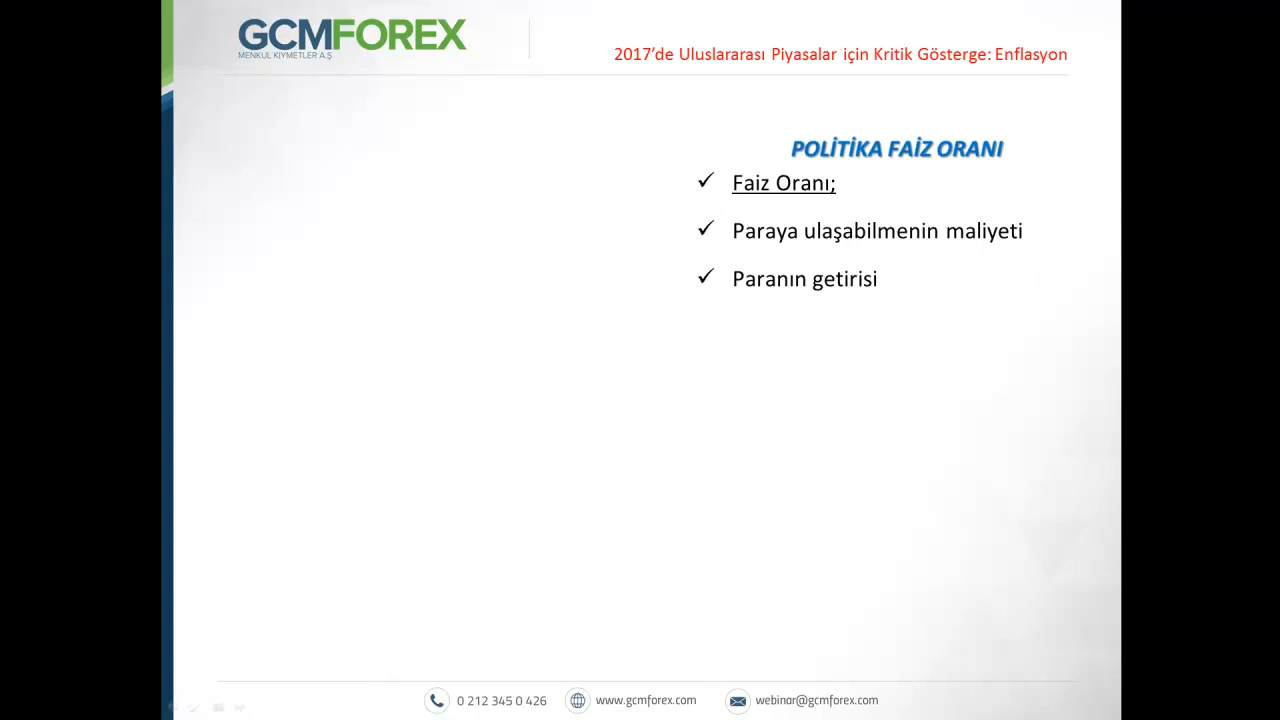 GCMFOREX
MENKUL KIYMETLER A.Ş
2017’de Uluslararası Piyasalar için Kritik Gösterge: Enflasyon
POLİTİKA FAİZ ORANI
✓ Faiz Oranı;
✓ Paraya ulaşabilmenin maliyeti
✓ Paranın getirisi
0 212 345 0 426 www.gcmforex.com webinar@gcmforex.com